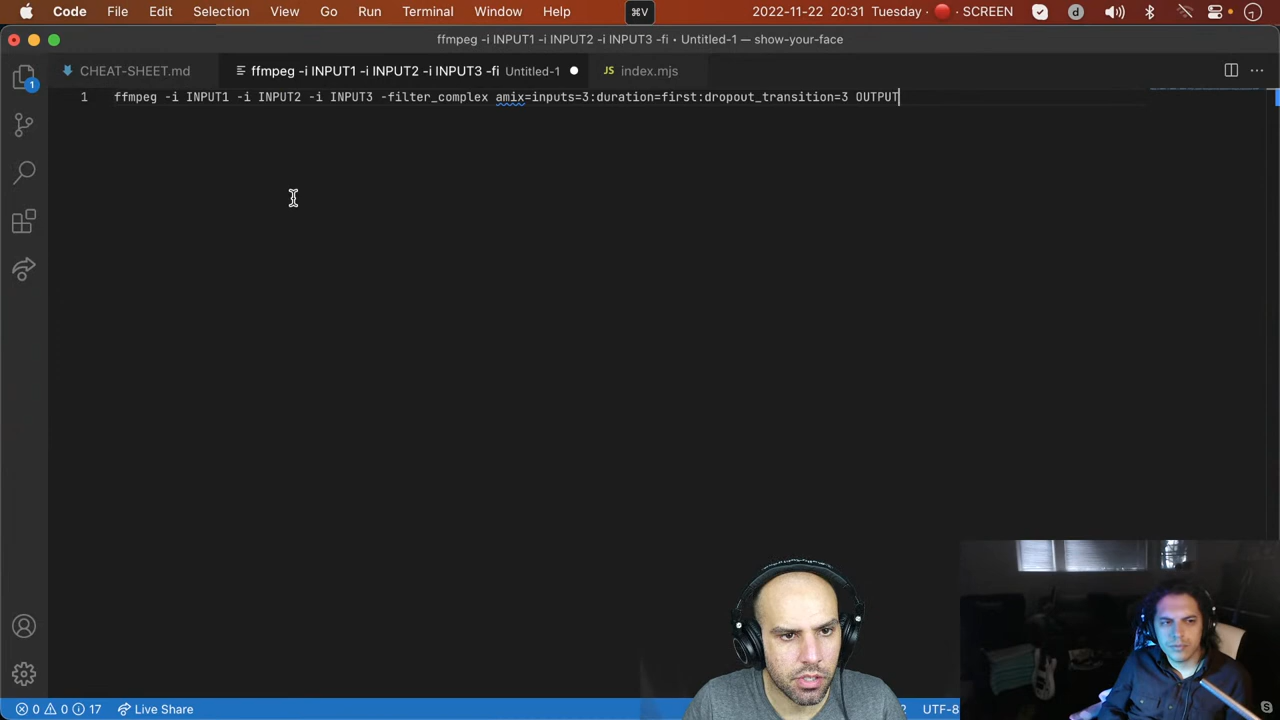 Code File Edit Selection View Go Run Terminal Window Help ⌘V 2022-11-22 20:31 Tuesday · SCREEN
ffmpeg -i INPUT1 -i INPUT2 -i INPUT3 -fi • Untitled-1 — show-your-face
CHEAT-SHEET.md ffmpeg -i INPUT1 -i INPUT2 -i INPUT3 -fi Untitled-1 JS index.mjs
1 ffmpeg -i INPUT1 -i INPUT2 -i INPUT3 -filter_complex amix=inputs=3:duration=first:dropout_transition=3 OUTPUT
1
0 0 17 Live Share UTF-8